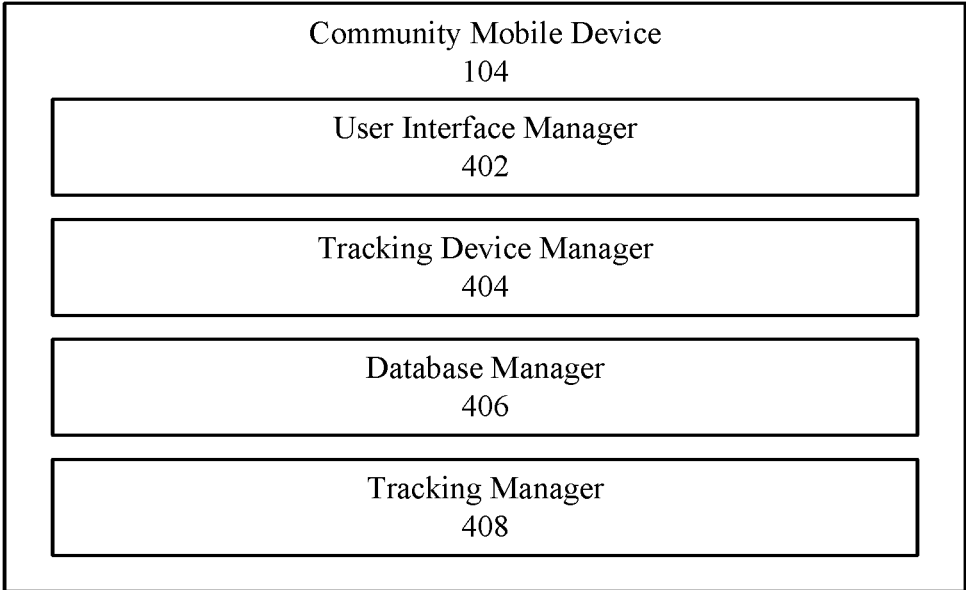 Community Mobile Device
104
User Interface Manager
402
Tracking Device Manager
404
Database Manager
406
Tracking Manager
408